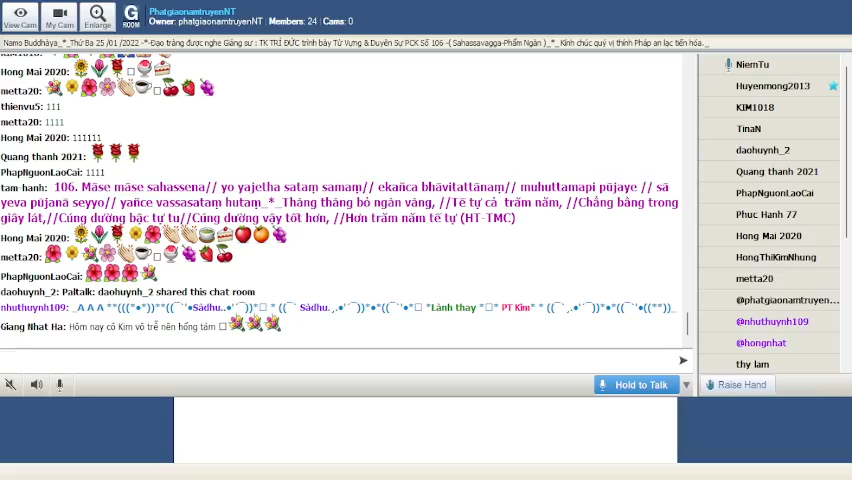 PhatgiaonamtruyenNT
Owner: phatgiaonamtruyenNT Members: 24 Cams: 0
View Cam
My Cam
Enlarge
G ROOM
Namo Buddhàya_*_Thứ Ba 25 /01 /2022 -*-Đạo tràng được nghe Giảng sư : TK TRÍ ĐỨC trình bày Từ Vựng & Duyên Sự PCK Số 106 -( Sahassavagga-Phẩm Ngàn )_*_Kính chúc quý vị thính Pháp an lạc tiến hóa._
Hong Mai 2020:
metta20:
thienvu5: 111
metta20: 1111
Hong Mai 2020: 111111
Quang thanh 2021:
PhapNguonLaoCai: 1111
tam-hanh: 106. Māse māse sahassena// yo yajetha sataṃ samaṃ// ekañca bhāvitattānaṃ// muhuttamapi pūjaye // sā
yeva pūjanā seyyo// yañce vassasataṃ hutaṃ_*_Tháng tháng bỏ ngàn vàng, //Tế tự cả trăm năm, //Chẳng bằng trong
giây lát,//Cúng dường bậc tự tu//Cúng dường vậy tốt hơn, //Hơn trăm năm tế tự (HT-TMC)
Hong Mai 2020:
metta20:
PhapNguonLaoCai:
daohuynh_2: Paltalk: daohuynh_2 shared this chat room
nhuthuynh109: _A A A **(((*•*))**((¯`'•Sàdhu..•'´¯))*□ * ((¯` Sàdhu.¸.•'´¯))*•*((¯`'•*□ *Lành thay *□* PT Kim* * ((¯`¸.•'´¯))*•*((¯`'•((**))_
Giang Nhat Ha: Hôm nay cô Kim vô trễ nên hổng tám
Hold to Talk
NiemTu
Huyenmong2013
KIM1018
TinaN
daohuynh_2
Quang thanh 2021
PhapNguonLaoCai
Phuc Hanh 77
Hong Mai 2020
HongThiKimNhung
metta20
@phatgiaonamtruyen...
@nhuthuynh109
@hongnhat
thy lam
Raise Hand